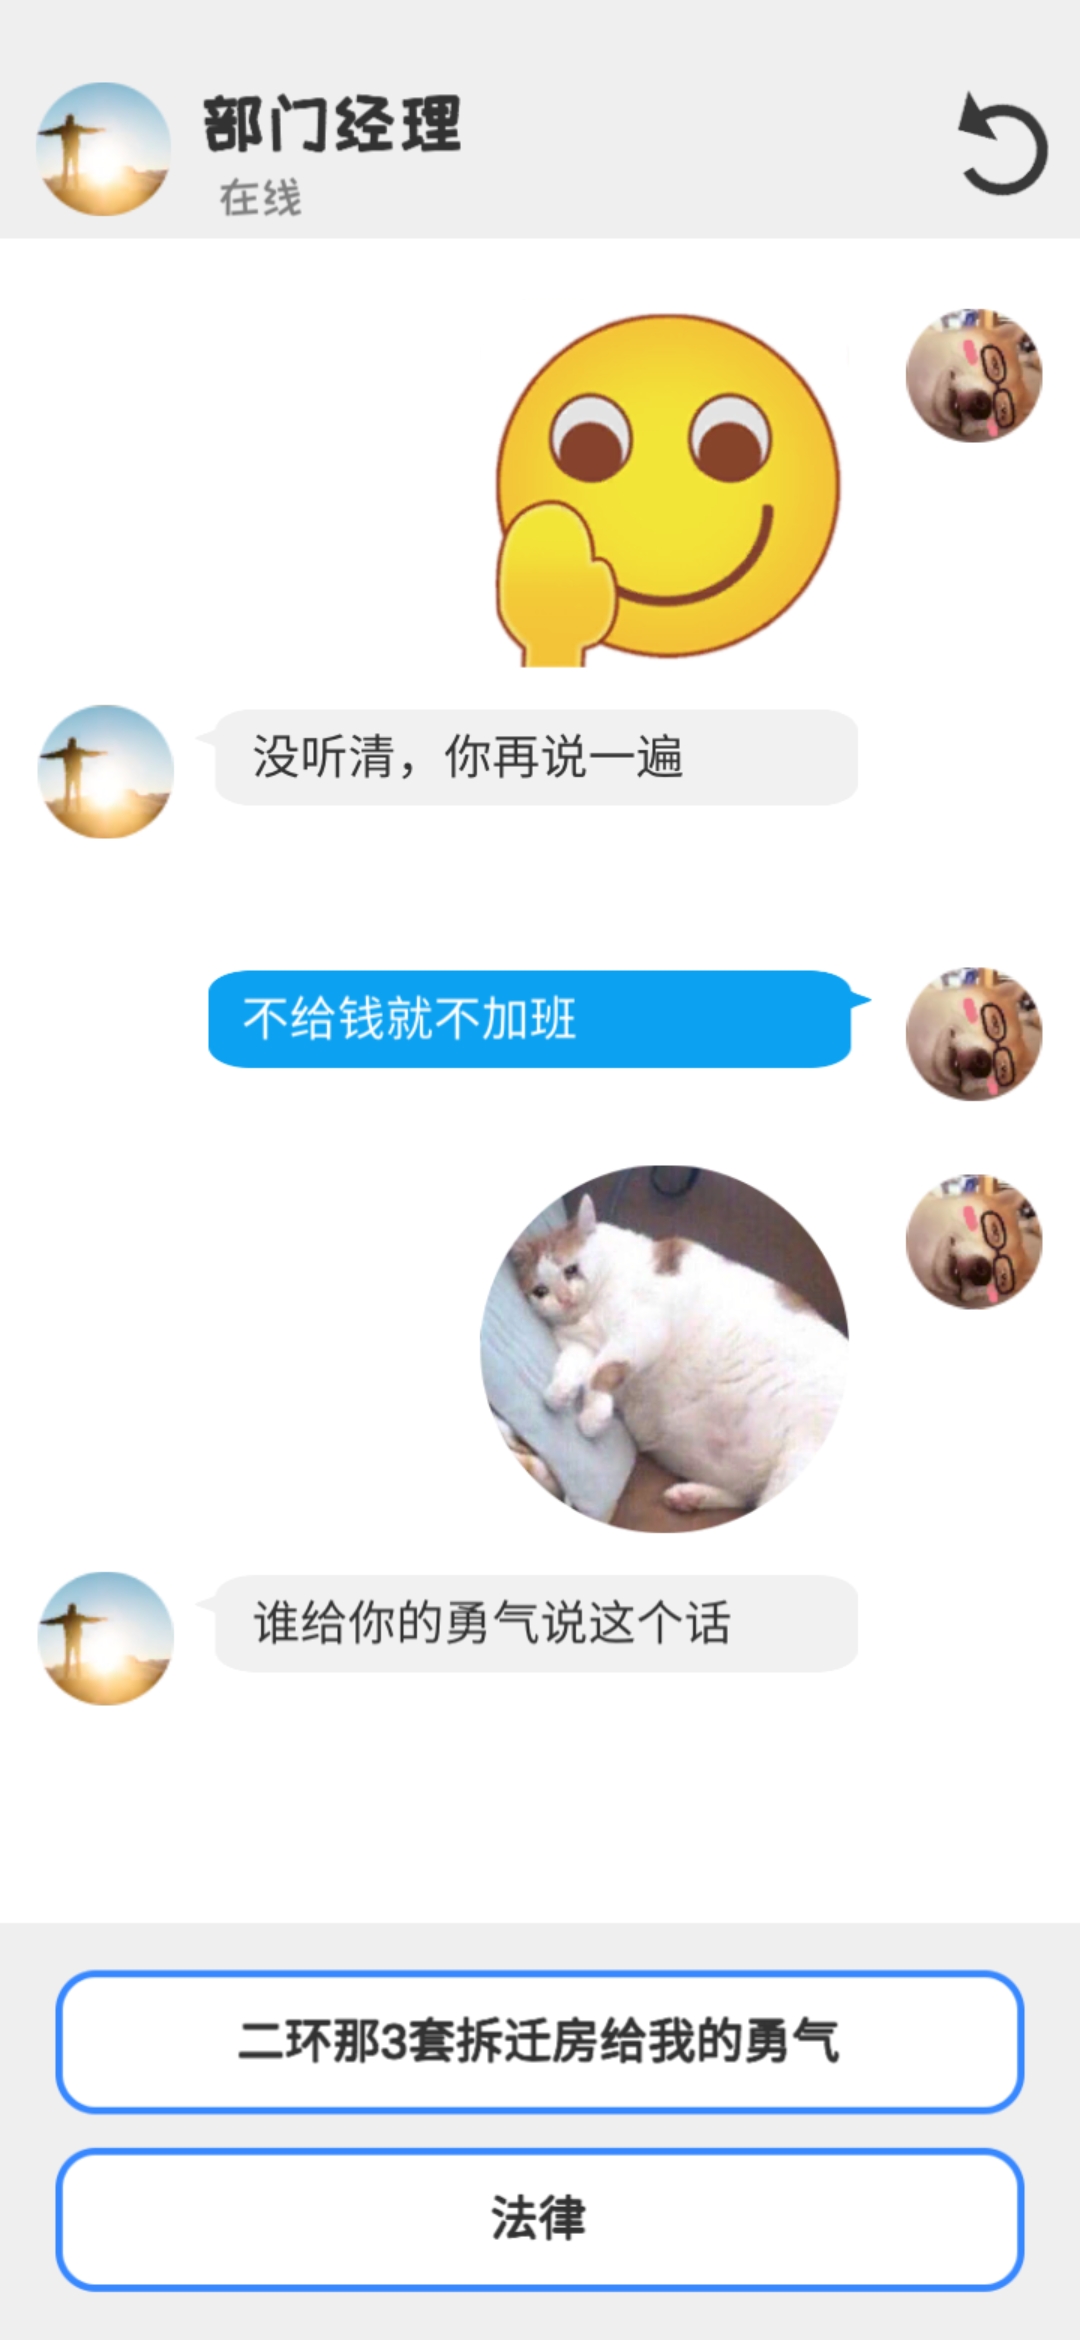 部门经理
在线
没听清，你再说一遍
不给钱就不加班
谁给你的勇气说这个话
二环那3套拆迁房给我的勇气
法律